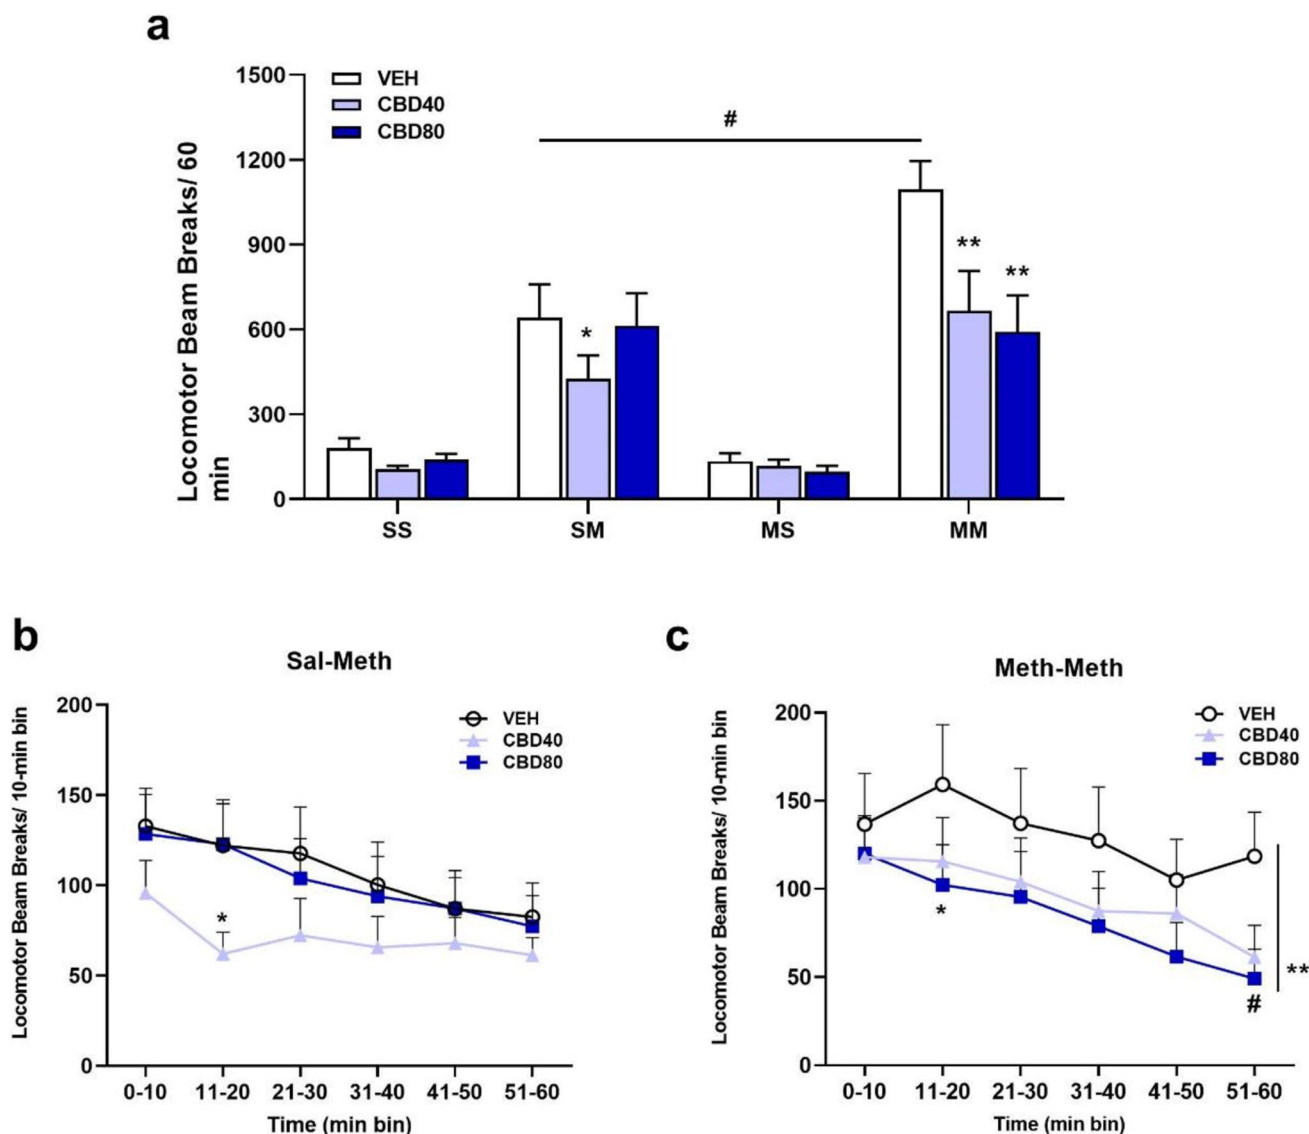 a
1500
1200
900
600
300
0
Locomotor Beam Breaks/ 60
min
VEH
CBD40
CBD80
#
*
**
**
SS SM MS MM
b
Sal-Meth
200
150
100
50
0
Locomotor Beam Breaks/ 10-min bin
VEH
CBD40
CBD80
*
0-10 11-20 21-30 31-40 41-50 51-60
Time (min bin)
c
Meth-Meth
200
150
100
50
0
Locomotor Beam Breaks/ 10-min bin
VEH
CBD40
CBD80
*
**
#
0-10 11-20 21-30 31-40 41-50 51-60
Time (min bin)